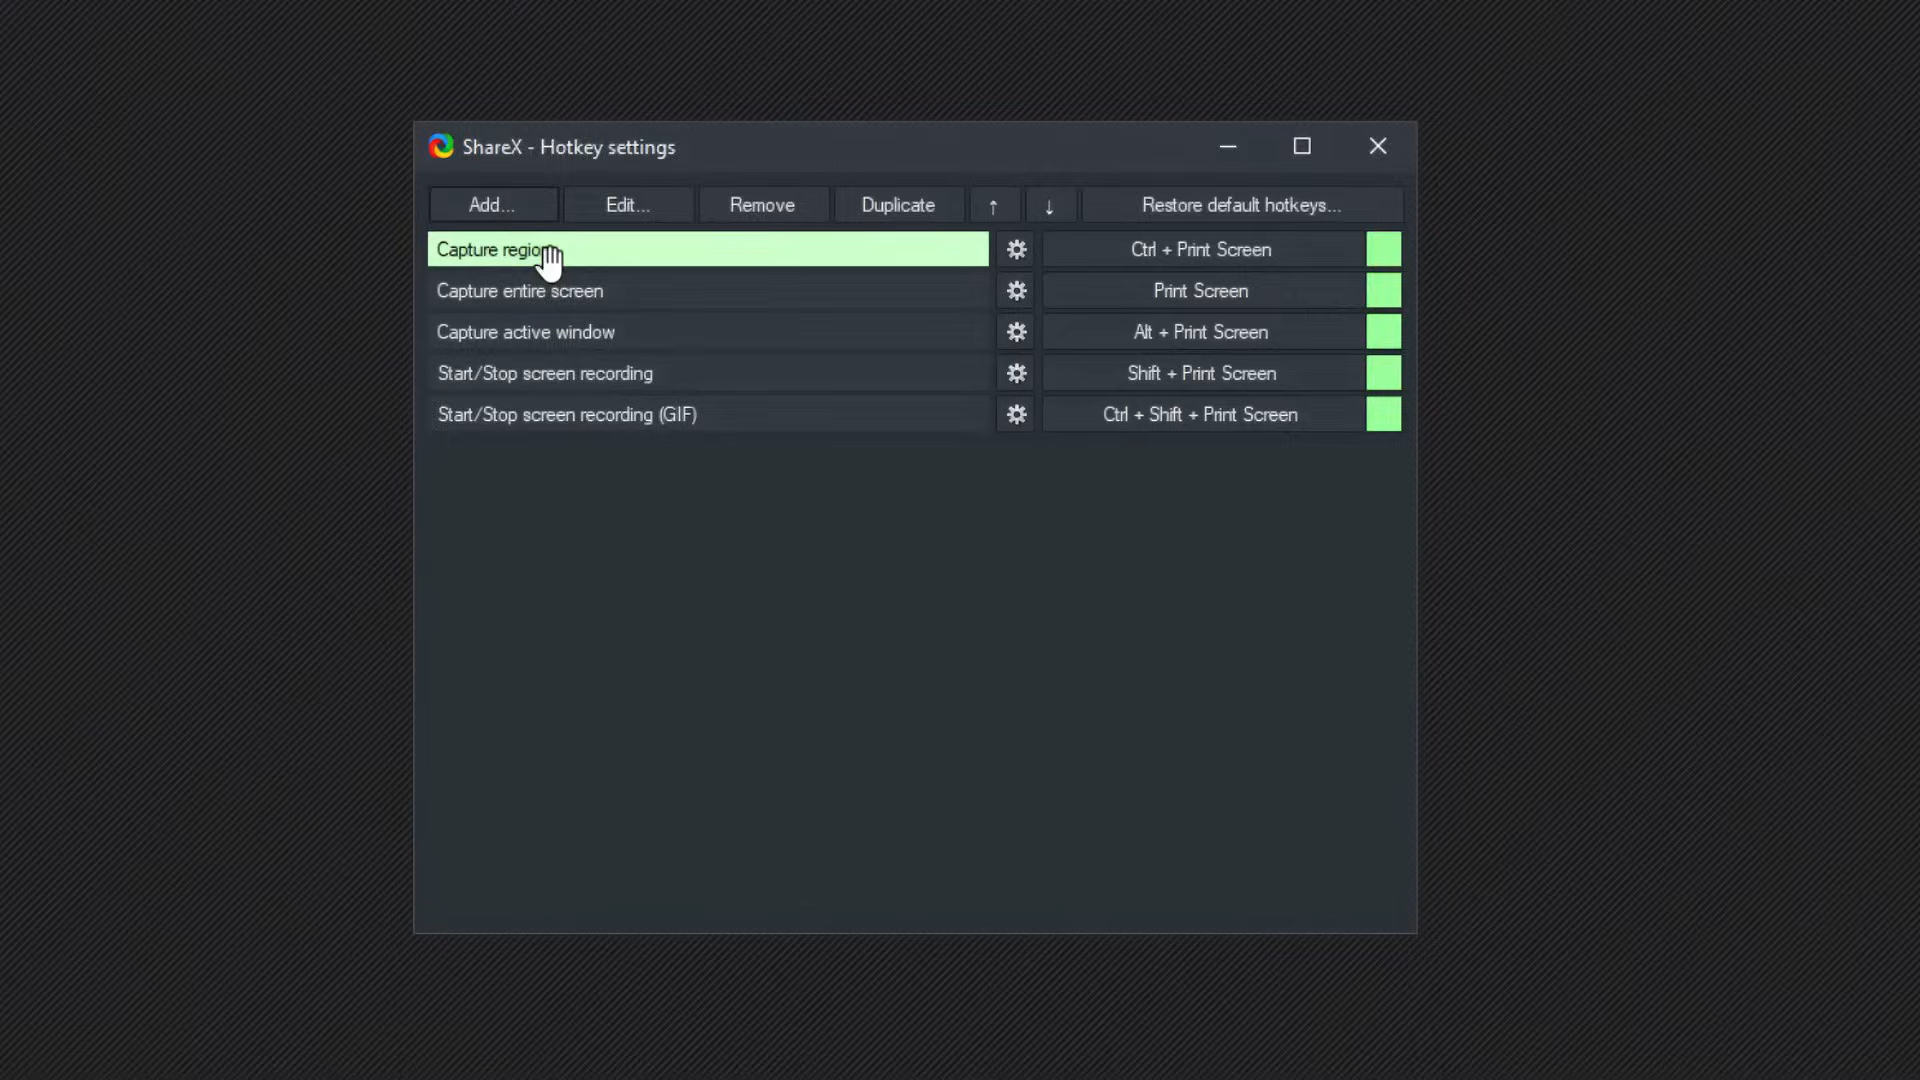 ShareX - Hotkey settings
Add... Edit... Remove Duplicate ↑ ↓ Restore default hotkeys...
Capture region Ctrl + Print Screen
Capture entire screen Print Screen
Capture active window Alt + Print Screen
Start/Stop screen recording Shift + Print Screen
Start/Stop screen recording (GIF) Ctrl + Shift + Print Screen